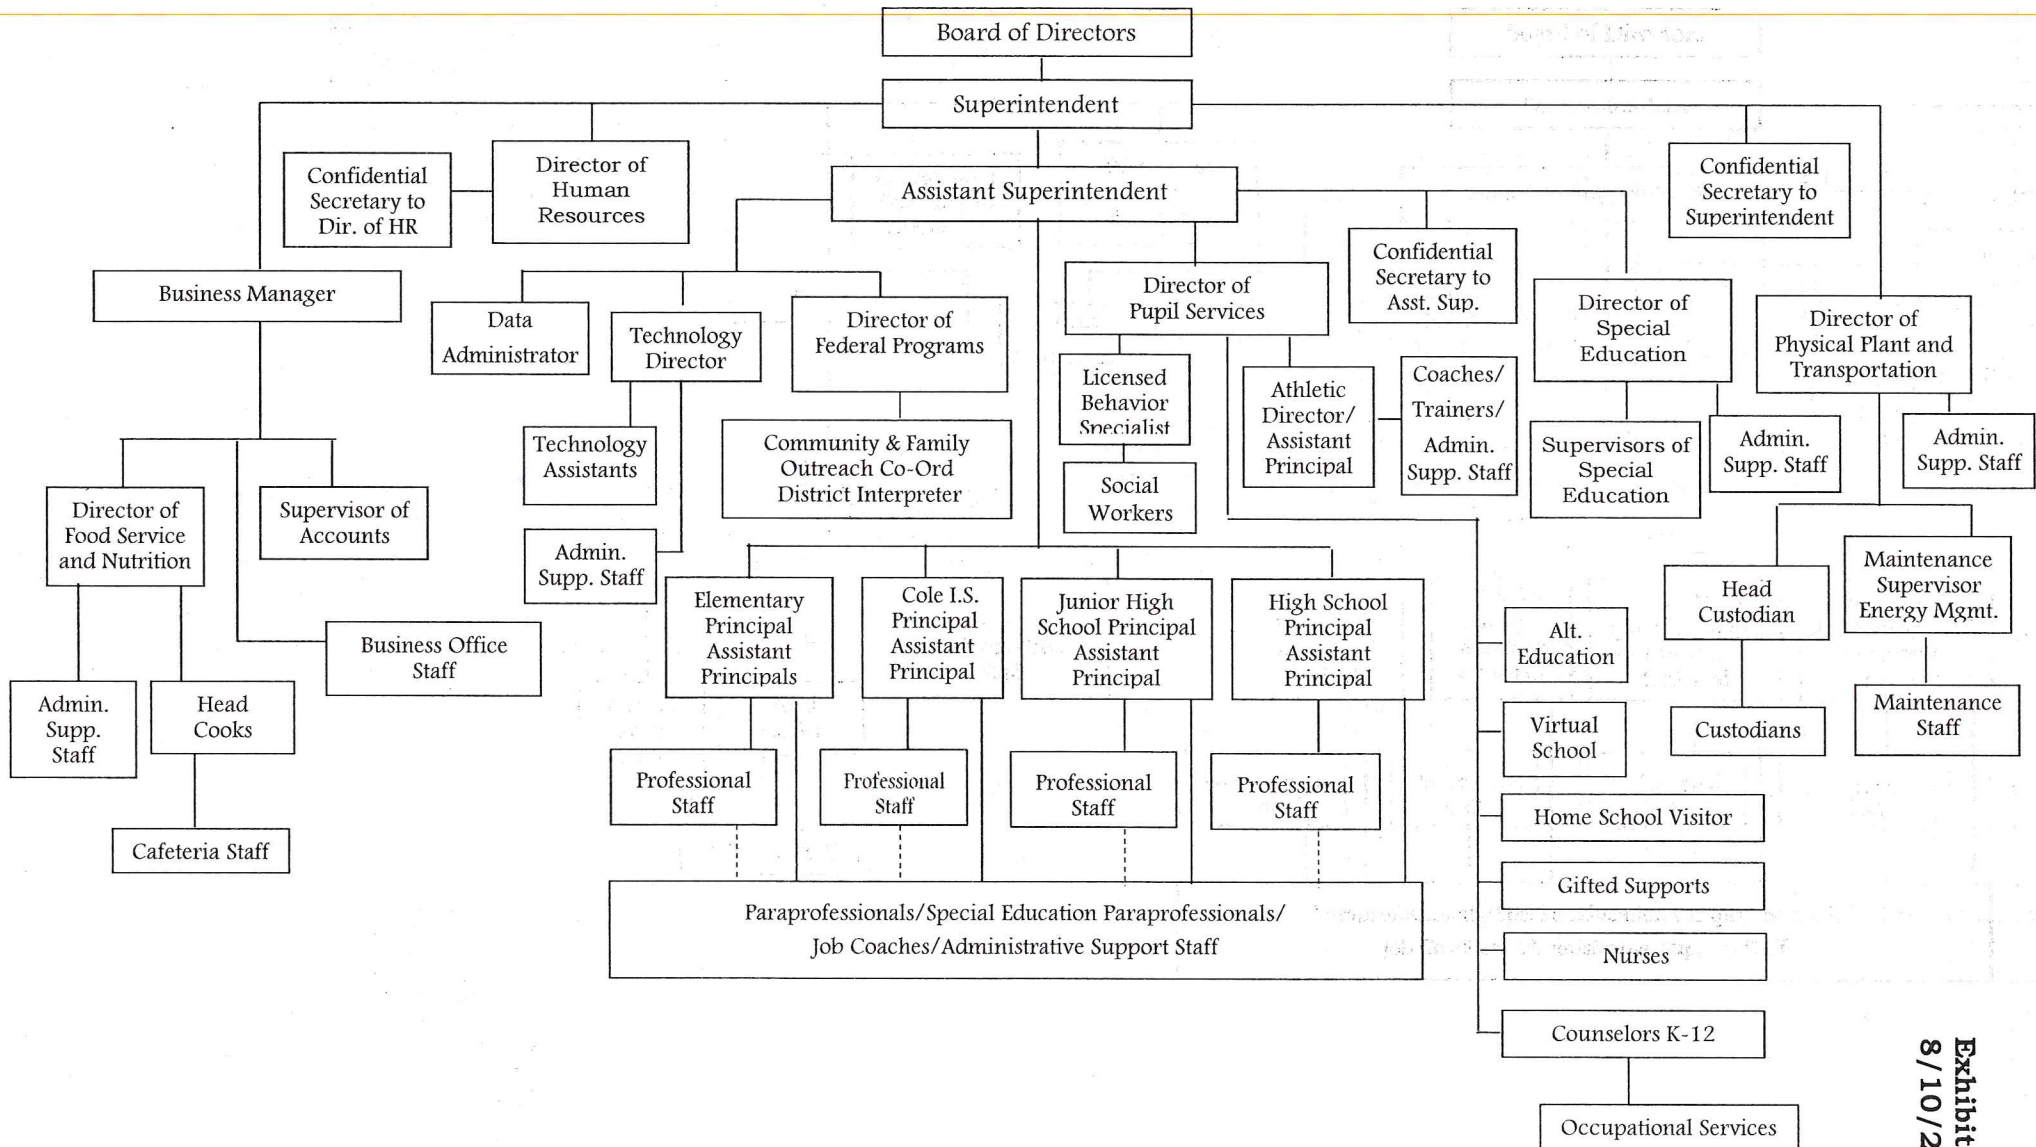 Board of Directors
Superintendent
Confidential
Secretary to
Dir. of HR
Director of
Human
Resources
Assistant Superintendent
Confidential
Secretary to
Superintendent
Business Manager
Data
Administrator
Technology
Director
Director of
Federal Programs
Director of
Pupil Services
Confidential
Secretary to
Asst. Sup.
Director of
Special
Education
Director of
Physical Plant and
Transportation
Technology
Assistants
Community & Family
Outreach Co-Ord
District Interpreter
Licensed
Behavior
Specialist
Athletic
Director/
Assistant
Principal
Coaches/
Trainers/
Admin.
Supp. Staff
Supervisors of
Special
Education
Admin.
Supp. Staff
Admin.
Supp. Staff
Director of
Food Service
and Nutrition
Supervisor of
Accounts
Social
Workers
Admin.
Supp. Staff
Business Office
Staff
Elementary
Principal
Assistant
Principals
Cole I.S.
Principal
Assistant
Principal
Junior High
School Principal
Assistant
Principal
High School
Principal
Assistant
Principal
Alt.
Education
Head
Custodian
Maintenance
Supervisor
Energy Mgmt.
Admin.
Supp.
Staff
Head
Cooks
Professional
Staff
Professional
Staff
Professional
Staff
Professional
Staff
Virtual
School
Custodians
Maintenance
Staff
Cafeteria Staff
Home School Visitor
Gifted Supports
Paraprofessionals/Special Education Paraprofessionals/
Job Coaches/Administrative Support Staff
Nurses
Counselors K-12
Occupational Services
Exhibit
8/10/2